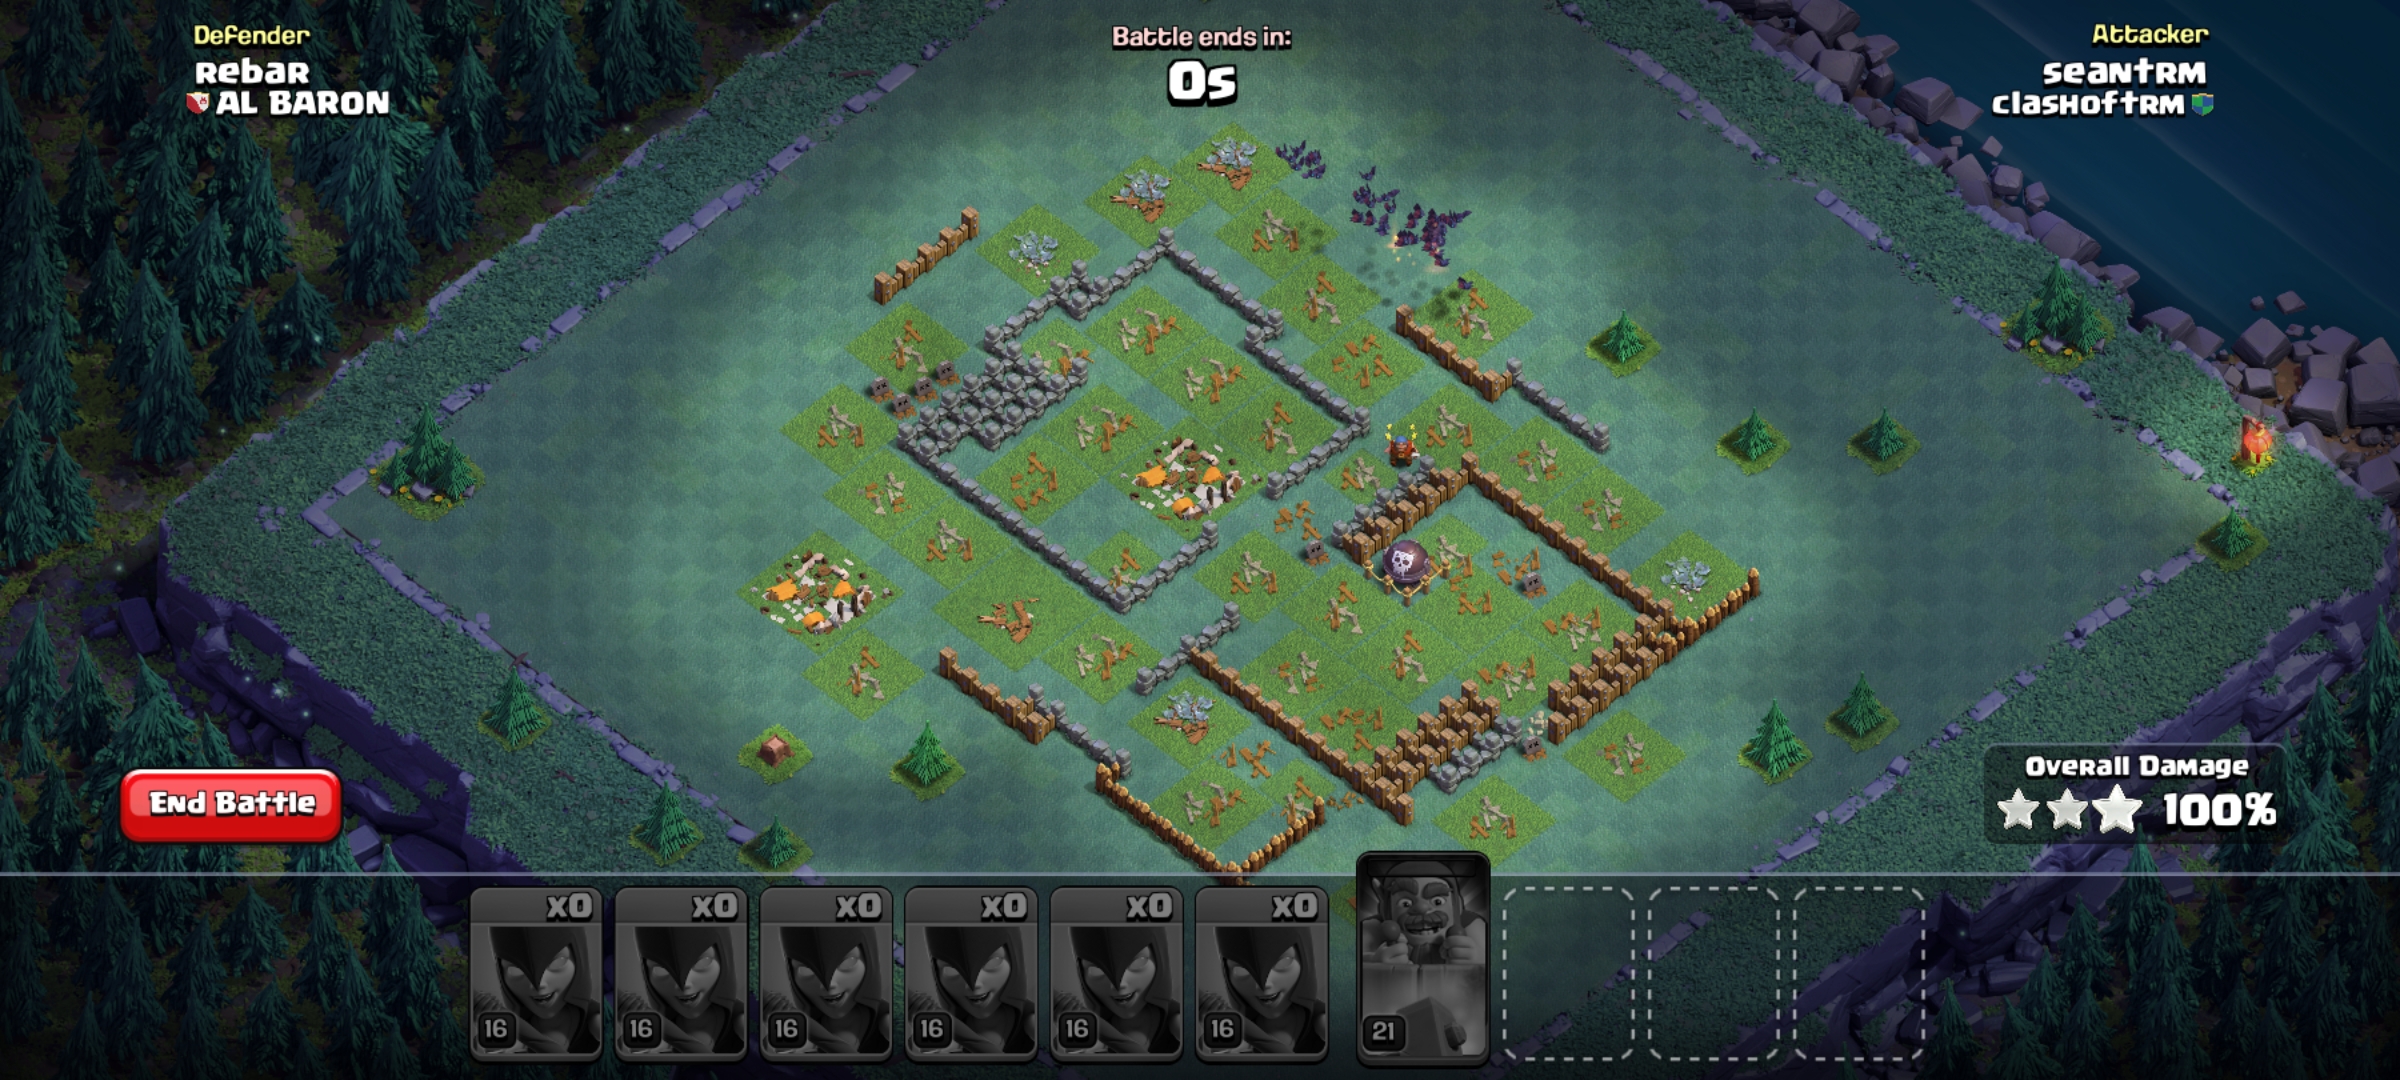 Defender
Rebar
AL BARON
Battle ends in:
0s
Attacker
seantRM
clashoftRM
End Battle
Overall Damage
100%
x0
x0
x0
x0
x0
x0
16
16
16
16
16
16
21